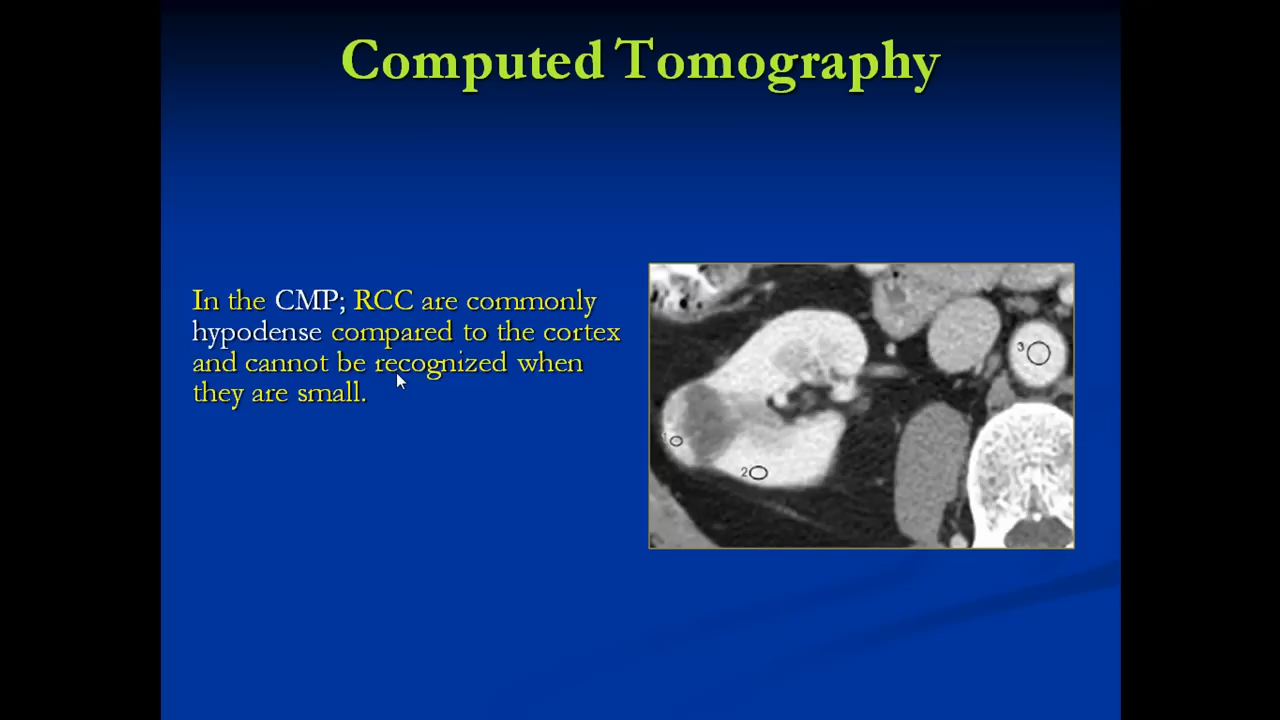 Computed Tomography
In the CMP; RCC are commonly
hypodense compared to the cortex
and cannot be recognized when
they are small.
3
1
2